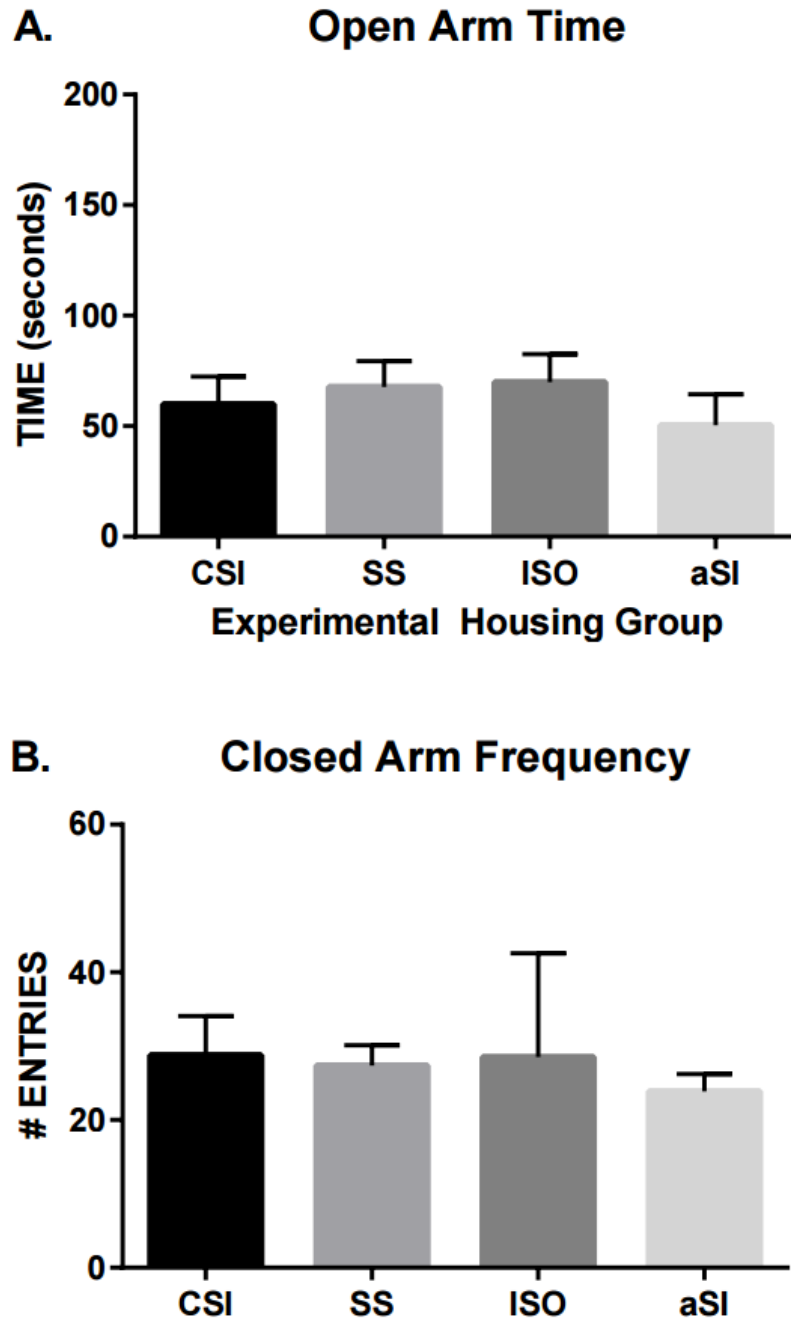 A. Open Arm Time
200
150
100
50
0
TIME (seconds)
CSI SS ISO aSI
Experimental Housing Group
B. Closed Arm Frequency
60
40
20
0
# ENTRIES
CSI SS ISO aSI